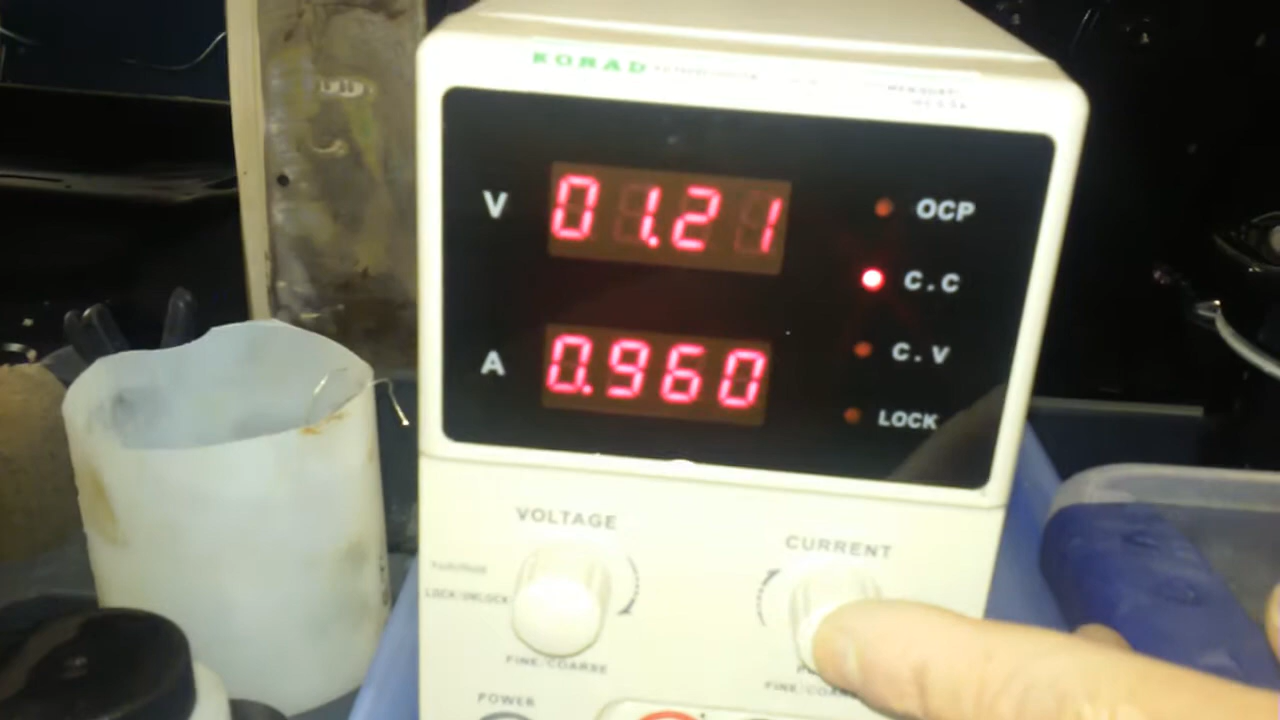 KORAD
V 01.21
OCP
C.C
A 0.960
C.V
LOCK
VOLTAGE
CURRENT
LOCK/UNLOCK
FINE/COARSE
POWER